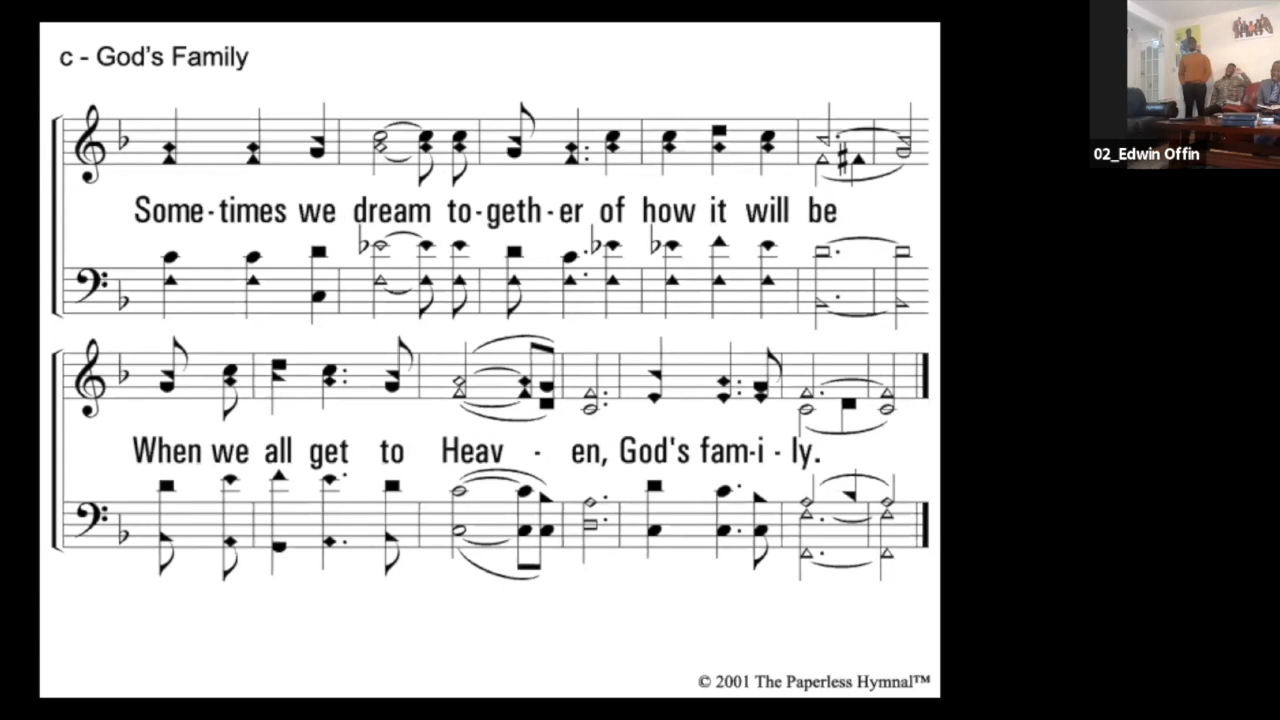 c - God's Family
02_Edwin Offin
Some-times we dream to-geth-er of how it will be
When we all get to Heav - en, God's fam-i - ly.
© 2001 The Paperless Hymnal™